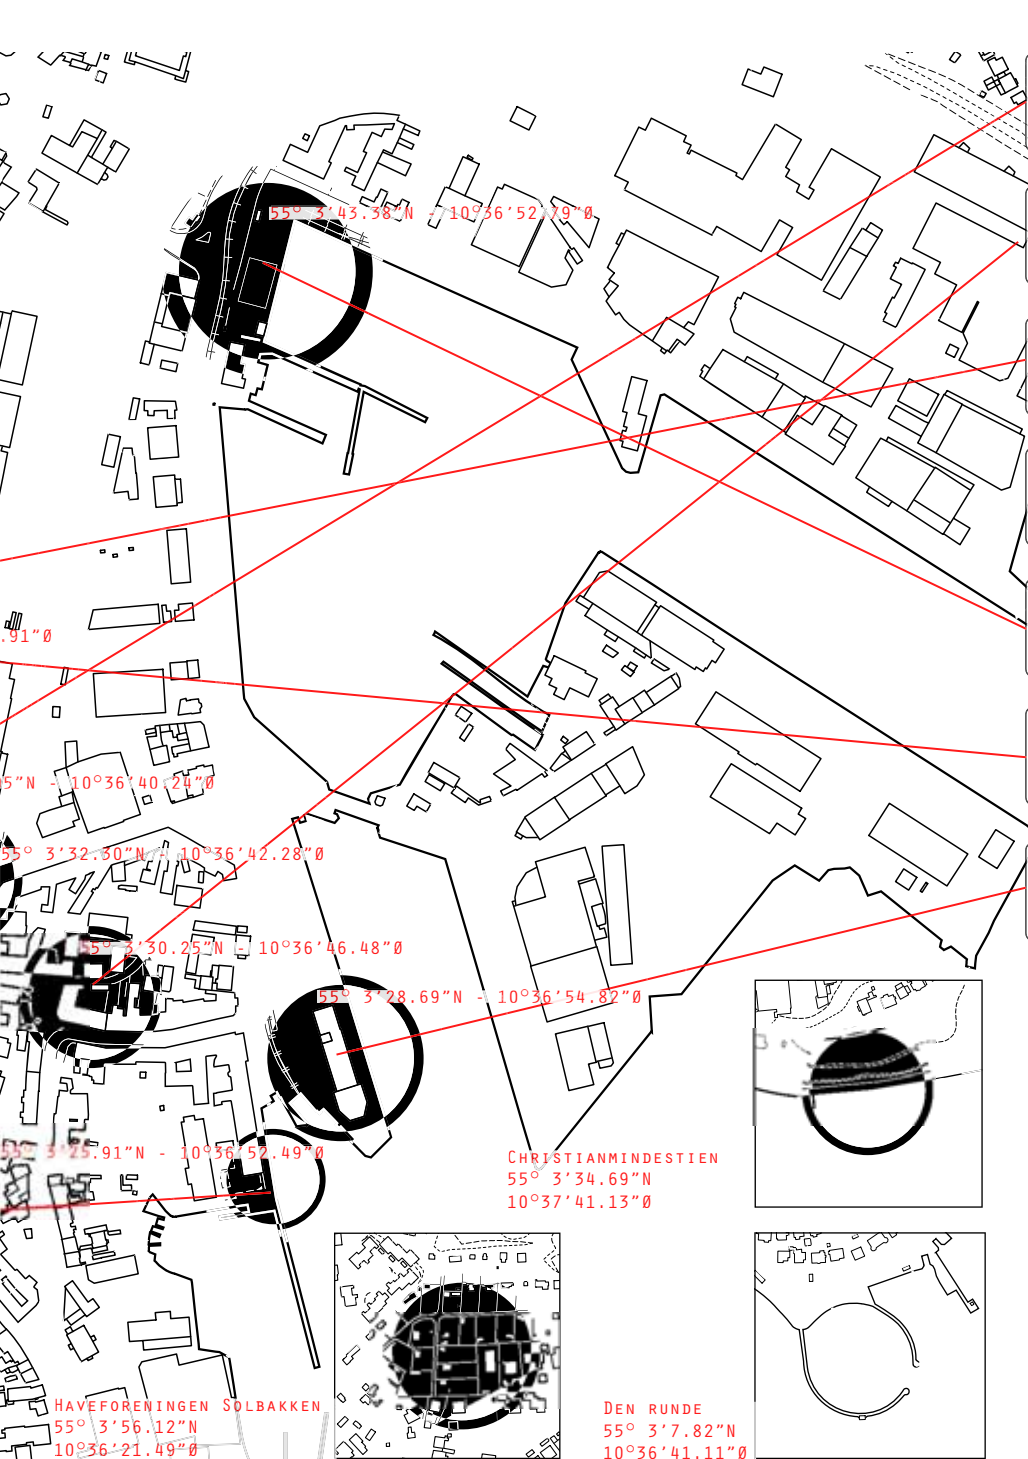 55° 3'43.38"N - 10°36'52.79"Ø
.91"Ø
5"N - 10°36'40.24"Ø
55° 3'32.30"N - 10°36'42.28"Ø
55° 3'30.25"N - 10°36'46.48"Ø
55° 3'28.69"N - 10°36'54.82"Ø
55° 3'25.91"N - 10°36'52.49"Ø
Christianmindestien
55° 3'34.69"N
10°37'41.13"Ø
Haveforeningen Solbakken
55° 3'56.12"N
10°36'21.49"Ø
Den runde
55° 3'7.82"N
10°36'41.11"Ø